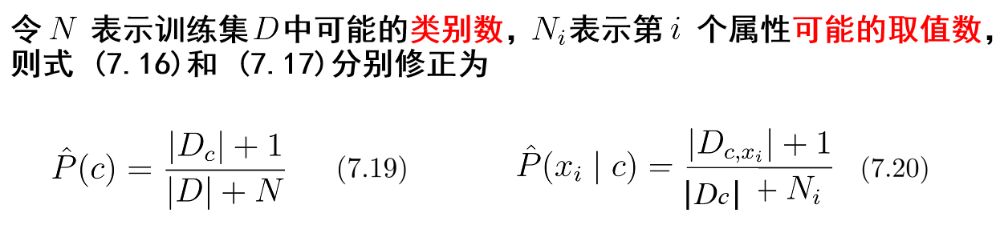 令 $N$ 表示训练集 $D$ 中可能的类别数，$N_i$ 表示第 $i$ 个属性可能的取值数，
则式 (7.16)和 (7.17)分别修正为
$\hat{P}(c) = \frac{|D_c| + 1}{|D| + N}$ (7.19) $\hat{P}(x_i \mid c) = \frac{|D_{c,x_i}| + 1}{|Dc| + N_i}$ (7.20)